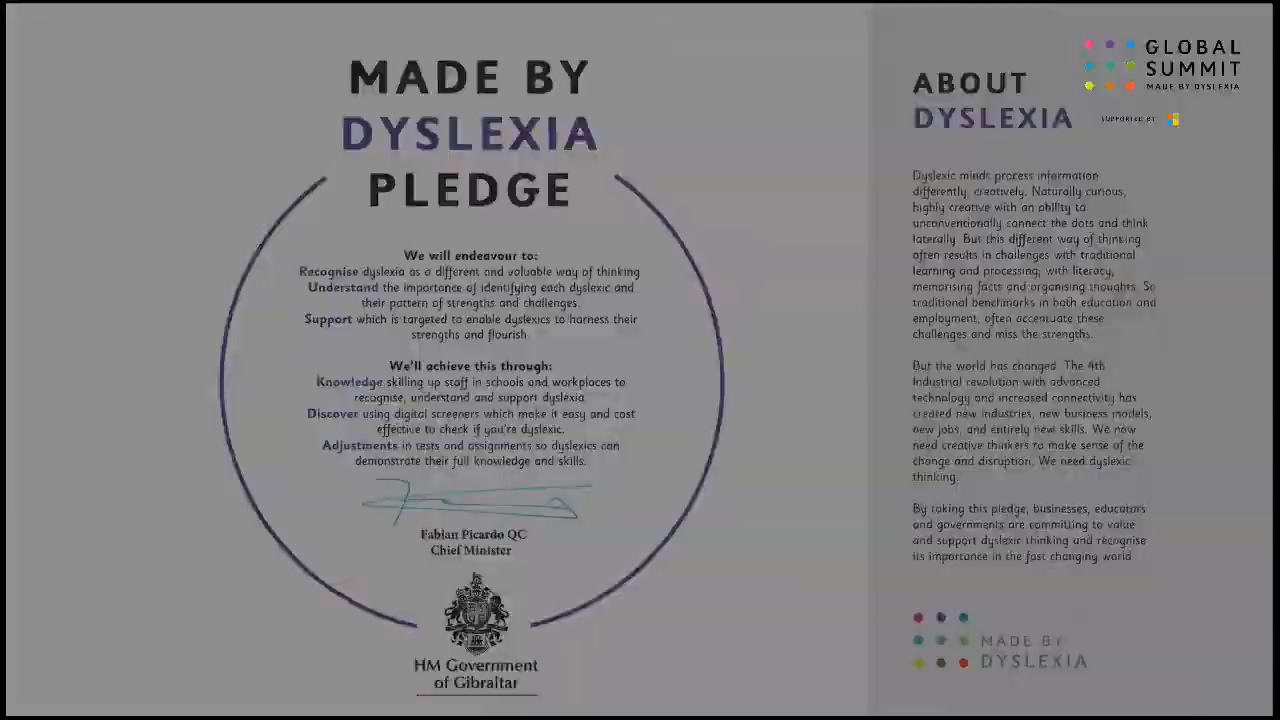 MADE BY
DYSLEXIA
PLEDGE
We will endeavour to:
Recognise dyslexia as a different and valuable way of thinking
Understand the importance of identifying each dyslexic and
their pattern of strengths and challenges.
Support which is targeted to enable dyslexics to harness their
strengths and flourish
We'll achieve this through:
Knowledge skilling up staff in schools and workplaces to
recognise, understand and support dyslexia
Discover using digital screeners which make it easy and cost
effective to check if you're dyslexic.
Adjustments in tests and assignments so dyslexics can
demonstrate their full knowledge and skills.
Fabian Picardo QC
Chief Minister
HM Government
of Gibraltar
ABOUT
DYSLEXIA
Dyslexic minds process information
differently, creatively. Naturally curious,
highly creative with an ability to
unconventionally connect the dots and think
laterally. But this different way of thinking
often results in challenges with traditional
learning and processing, with literacy,
memorising facts and organising thoughts. So
traditional benchmarks in both education and
employment, often accentuate these
challenges and miss the strengths.
But the world has changed. The 4th
Industrial revolution with advanced
technology and increased connectivity has
created new industries, new business models,
new jobs, and entirely new skills. We now
need creative thinkers to make sense of the
change and disruption. We need dyslexic
thinking.
By taking this pledge, businesses, educators
and governments are committing to value
and support dyslexic thinking and recognise
its importance in the fast changing world
MADE BY
DYSLEXIA
GLOBAL
SUMMIT
MADE BY DYSLEXIA
SUPPORTED BY